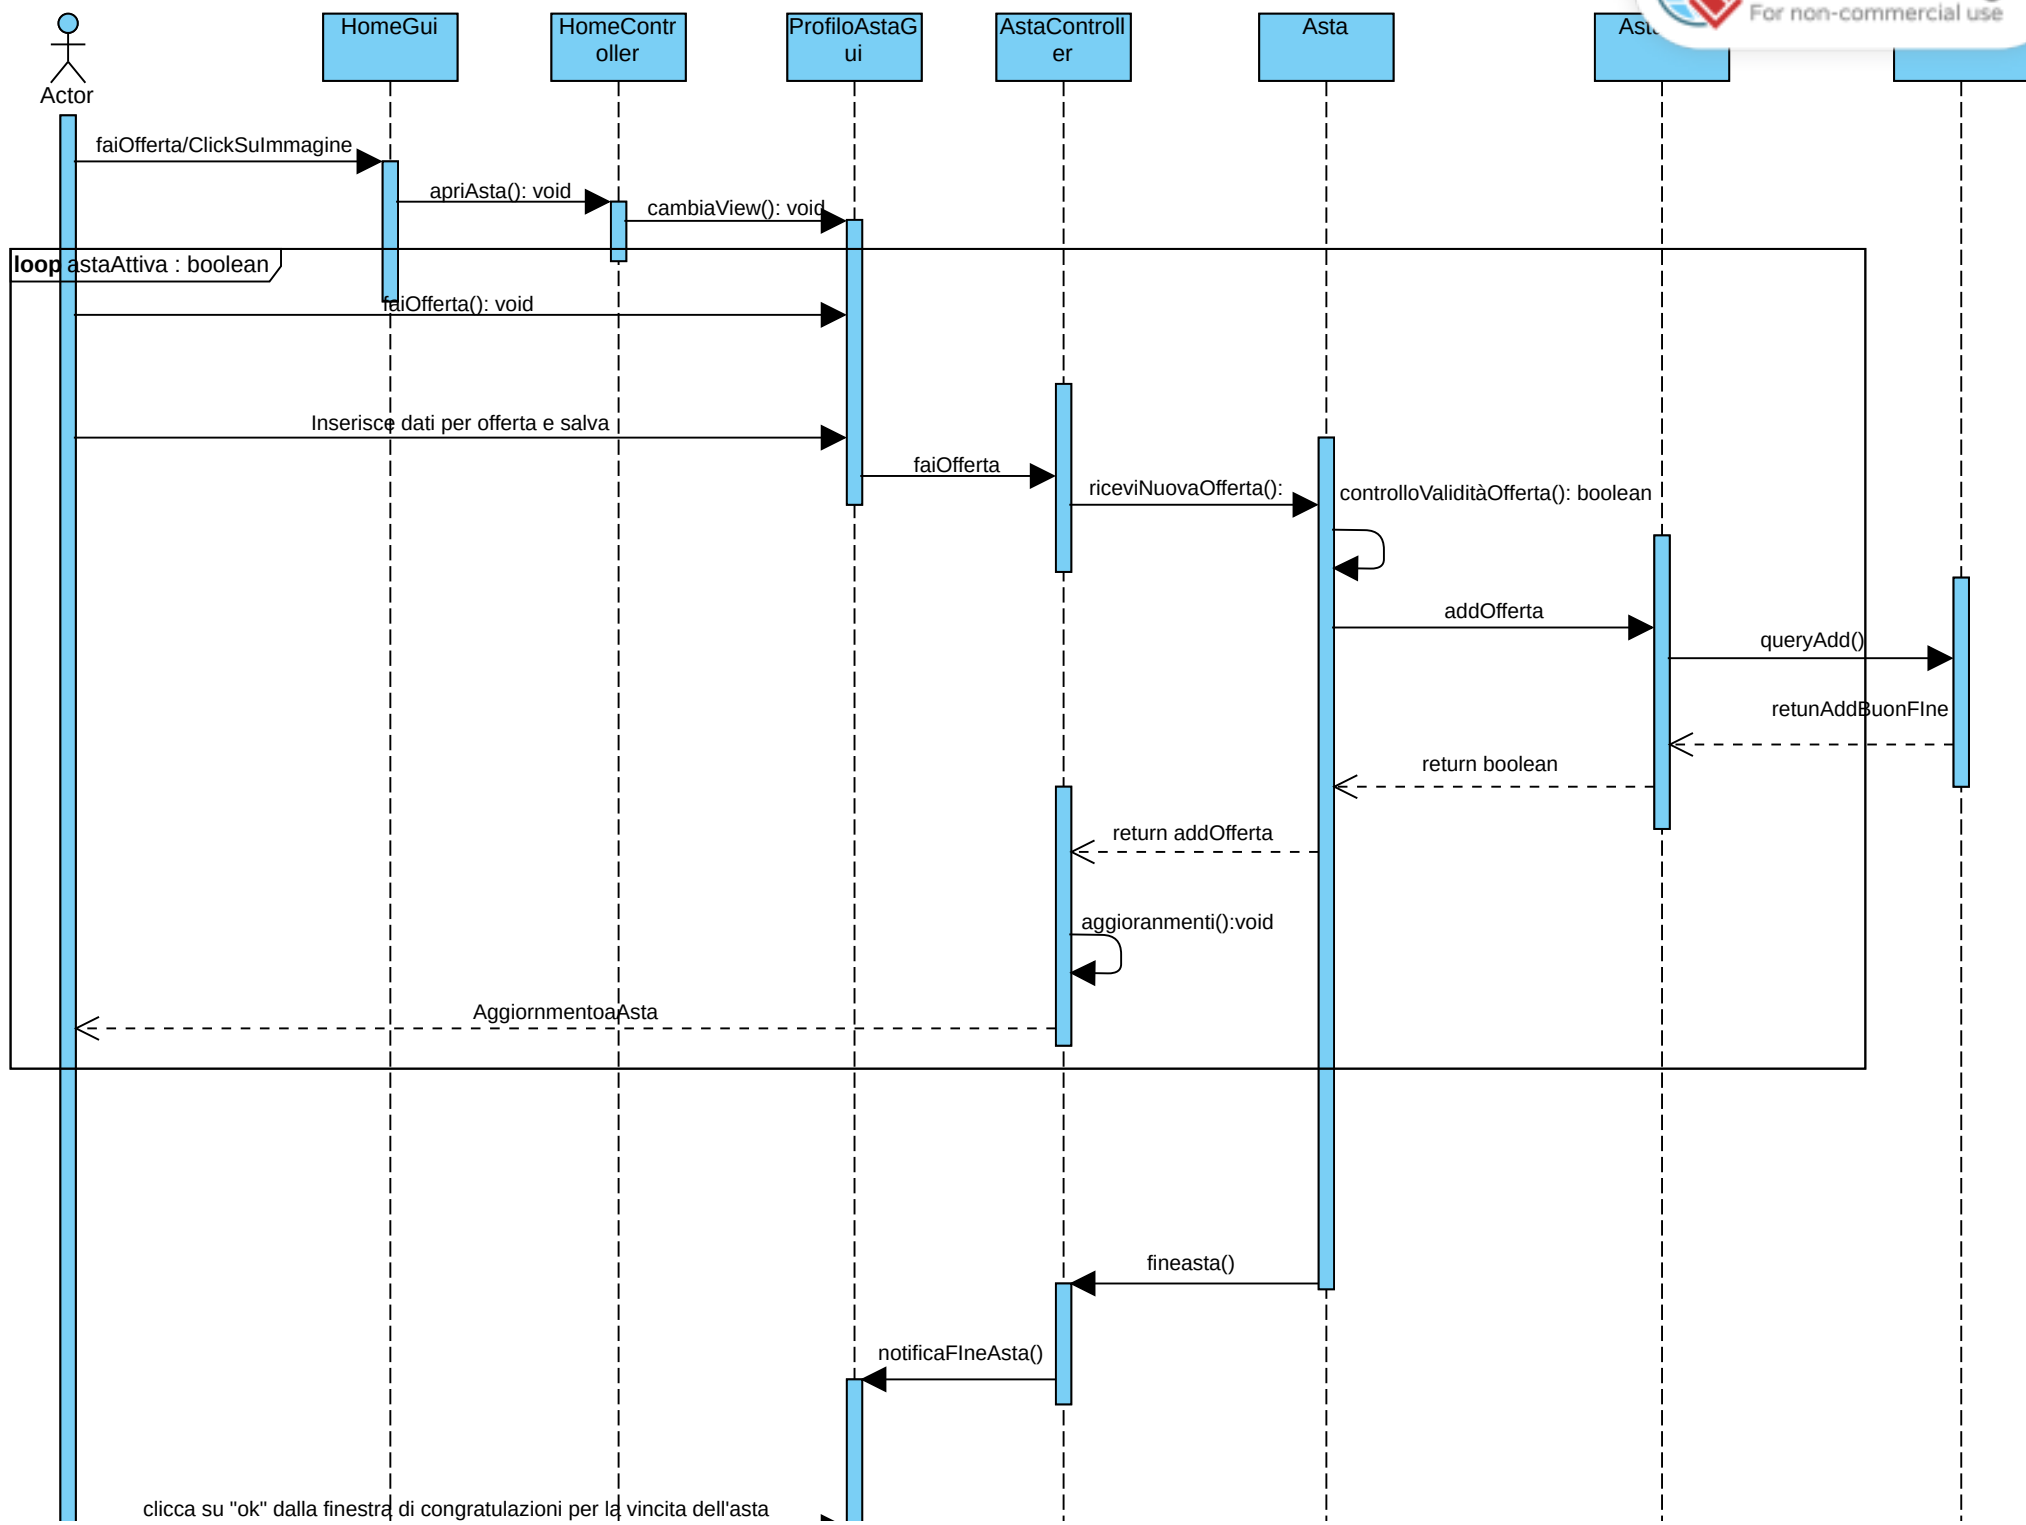 HomeGui
HomeContr
oller
ProfiloAstaG
ui
AstaControll
er
Asta
For non-commercial use
Actor
faiOfferta/ClickSuImmagine
apriAsta(): void
cambiaView(): void
loop astaAttiva : boolean
faiOfferta(): void
Inserisce dati per offerta e salva
faiOfferta
riceviNuovaOfferta():
controlloValiditàOfferta(): boolean
addOfferta
queryAdd()
retunAddBuonFIne
return boolean
return addOfferta
aggioranmenti():void
AggiornmentoaAsta
fineasta()
notificaFIneAsta()
clicca su "ok" dalla finestra di congratulazioni per la vincita dell'asta